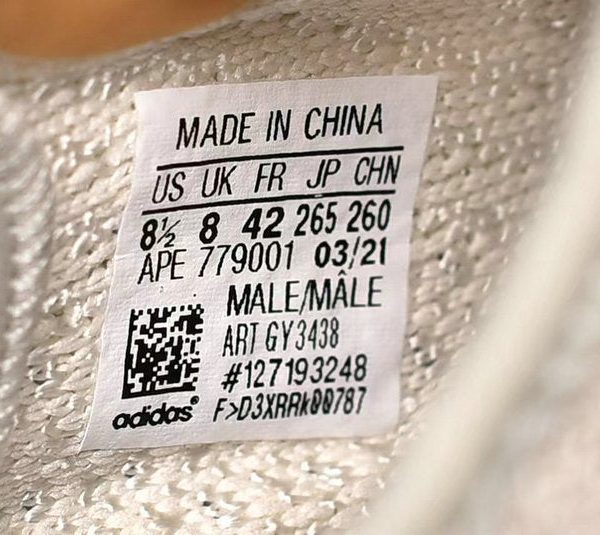 MADE IN CHINA
US UK FR JP CHN
8½ 8 42 265 260
APE 779001 03/21
MALE/MÂLE
ART GY3438
#127193248
adidas® F>D3XRRk00787